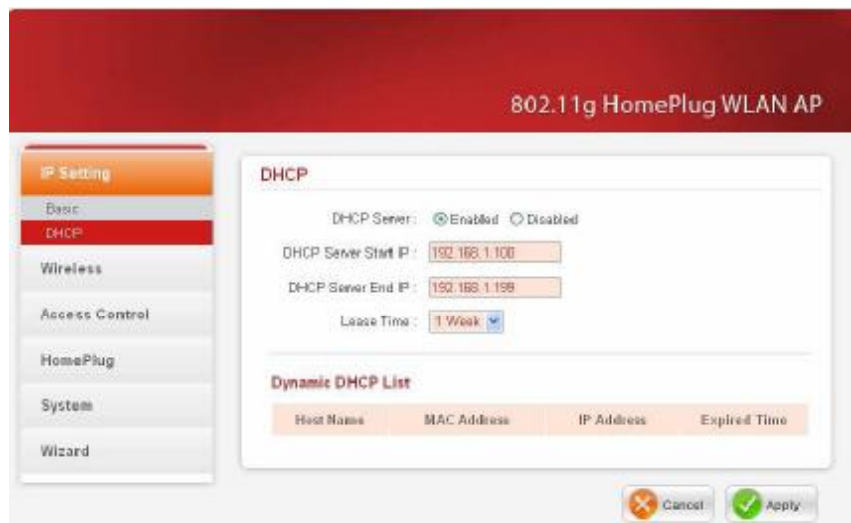 802.11g HomePlug WLAN AP
IP Setting
Basic
DHCP
Wireless
Access Control
HomePlug
System
Wizard
DHCP
DHCP Server : Enabled Disabled
DHCP Server Start IP : 192.168.1.100
DHCP Server End IP : 192.168.1.199
Lease Time : 1 Week
Dynamic DHCP List
Host Name MAC Address IP Address Expired Time
Cancel Apply